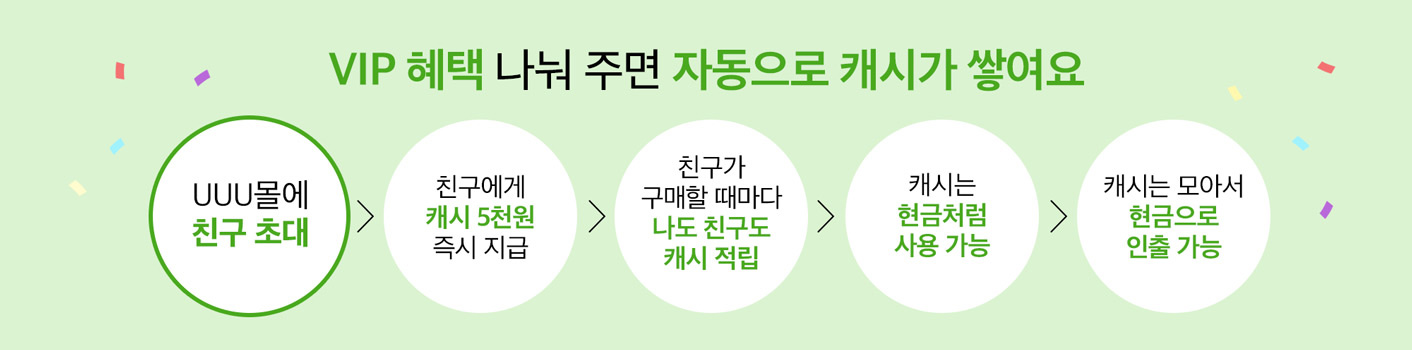 VIP 혜택 나눠 주면 자동으로 캐시가 쌓여요
UUU몰에
친구 초대
친구에게
캐시 5천원
즉시 지급
친구가
구매할 때마다
나도 친구도
캐시 적립
캐시는
현금처럼
사용 가능
캐시는 모아서
현금으로
인출 가능